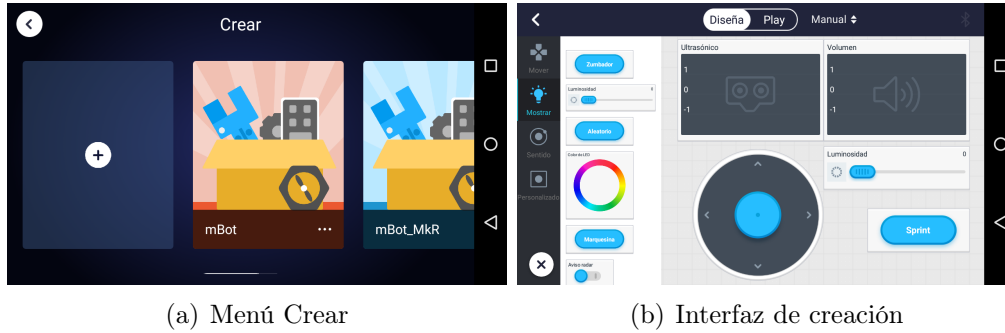 Crear
mBot
mBot_MkR
Diseña Play Manual
Mover
Mostrar
Sentido
Personalizado
Zumbador
Luminosidad 0
Aleatorio
Color de LED
Marquesina
Aviso radar
Ultrasónico
1
0
-1
Volumen
1
0
-1
Luminosidad 0
Sprint
(a) Menú Crear
(b) Interfaz de creación